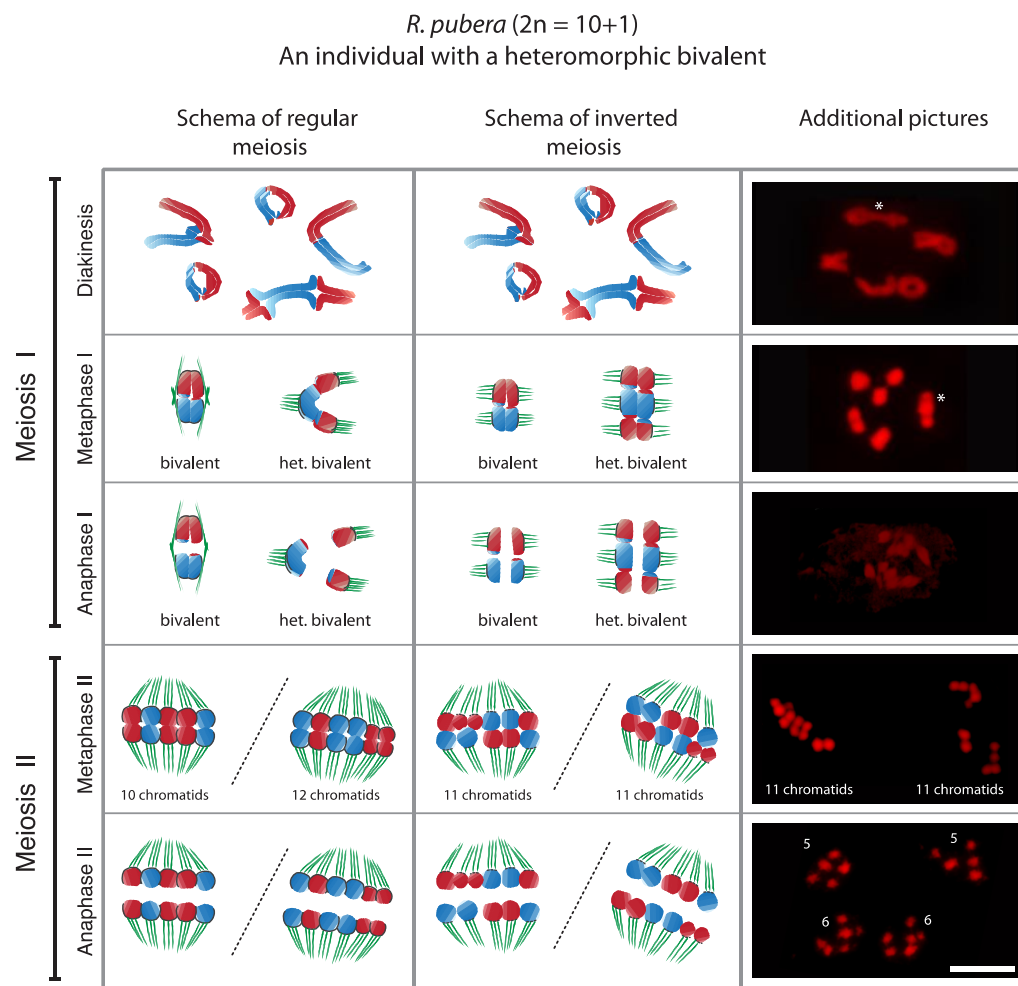 R. pubera (2n = 10+1)
An individual with a heteromorphic bivalent
Schema of regular
meiosis
Schema of inverted
meiosis
Additional pictures
Meiosis I
Diakinesis
*
Metaphase I
bivalent
het. bivalent
bivalent
het. bivalent
*
Anaphase I
bivalent
het. bivalent
bivalent
het. bivalent
Meiosis II
Metaphase II
10 chromatids
12 chromatids
11 chromatids
11 chromatids
11 chromatids
11 chromatids
Anaphase II
5
5
6
6